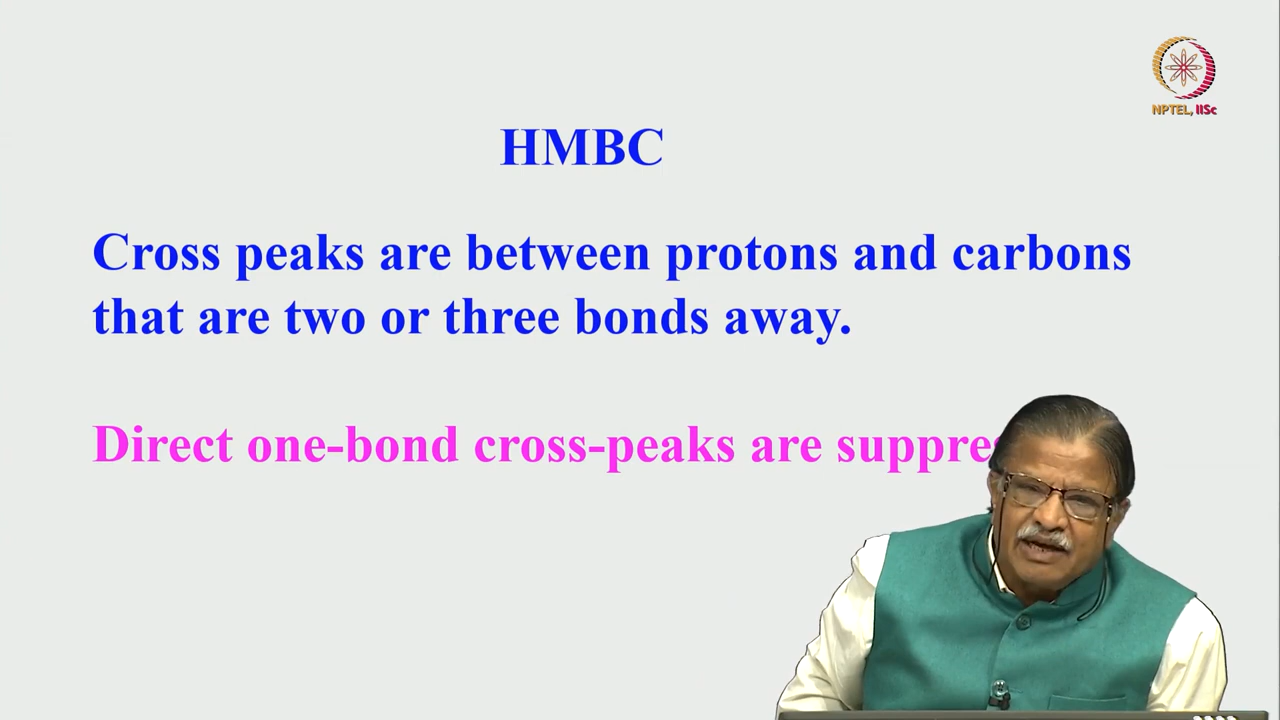 NPTEL, IISc
HMBC
Cross peaks are between protons and carbons
that are two or three bonds away.
Direct one-bond cross-peaks are